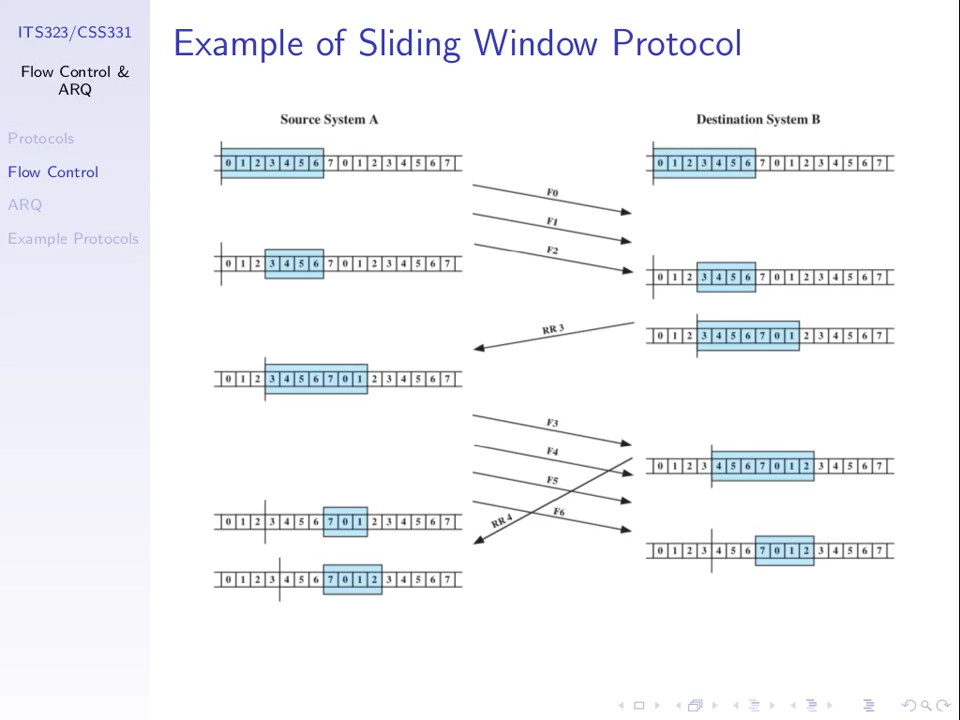 ITS323/CSS331
Flow Control &
ARQ
Protocols
Flow Control
ARQ
Example Protocols
Example of Sliding Window Protocol
Source System A
Destination System B
0 1 2 3 4 5 6 7 0 1 2 3 4 5 6 7
0 1 2 3 4 5 6 7 0 1 2 3 4 5 6 7
F0
F1
F2
0 1 2 3 4 5 6 7 0 1 2 3 4 5 6 7
0 1 2 3 4 5 6 7 0 1 2 3 4 5 6 7
RR 3
0 1 2 3 4 5 6 7 0 1 2 3 4 5 6 7
0 1 2 3 4 5 6 7 0 1 2 3 4 5 6 7
F3
F4
F5
F6
RR 4
0 1 2 3 4 5 6 7 0 1 2 3 4 5 6 7
0 1 2 3 4 5 6 7 0 1 2 3 4 5 6 7
0 1 2 3 4 5 6 7 0 1 2 3 4 5 6 7
0 1 2 3 4 5 6 7 0 1 2 3 4 5 6 7